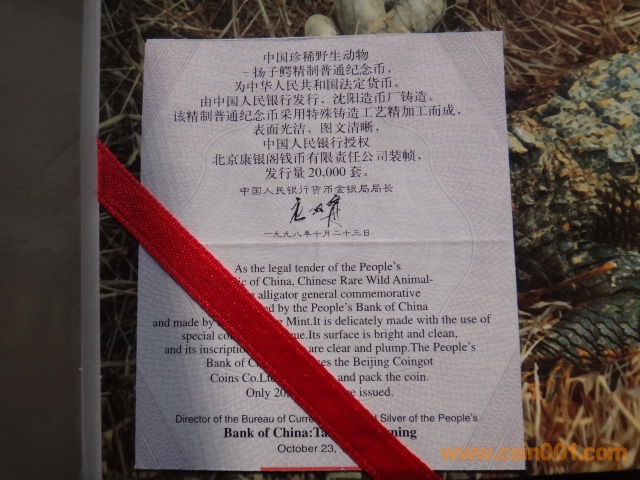 中国珍稀野生动物
－扬子鳄精制普通纪念币，
为中华人民共和国法定货币。
由中国人民银行发行、沈阳造币厂铸造。
该精制普通纪念币采用特殊铸造工艺精加工而成，
表面光洁、图文清晰，
中国人民银行授权
北京康银阁钱币有限责任公司装帧，
发行量20,000套。
中国人民银行货币金银局局长
一九九八年十月二十三日
As the legal tender of the People's
ic of China, Chinese Rare Wild Animal-
alligator general commemorative
ed by the People's Bank of China
and made by Mint.It is delicately made with the use of
special co ue.Its surface is bright and clean,
and its inscription are clear and plump.The People's
Bank of C es the Beijing Coingot
Coins Co.Ltd and pack the coin.
Only 20 e issued.
Director of the Bureau of Curre Silver of the People's
Bank of China:Ta ning
October 23,
www.coin001.com